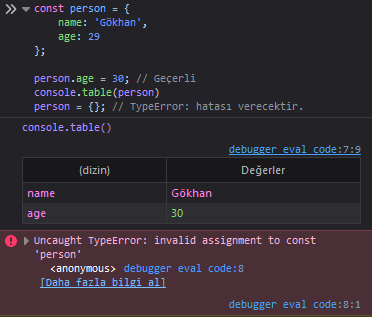 const person = {
name: 'Gökhan',
age: 29
};
person.age = 30; // Geçerli
console.table(person)
person = {}; // TypeError: hatası verecektir.
console.table()
debugger eval code:7:9
(dizin) Değerler
name Gökhan
age 30
Uncaught TypeError: invalid assignment to const
'person'
<anonymous> debugger eval code:8
[Daha fazla bilgi al]
debugger eval code:8:1